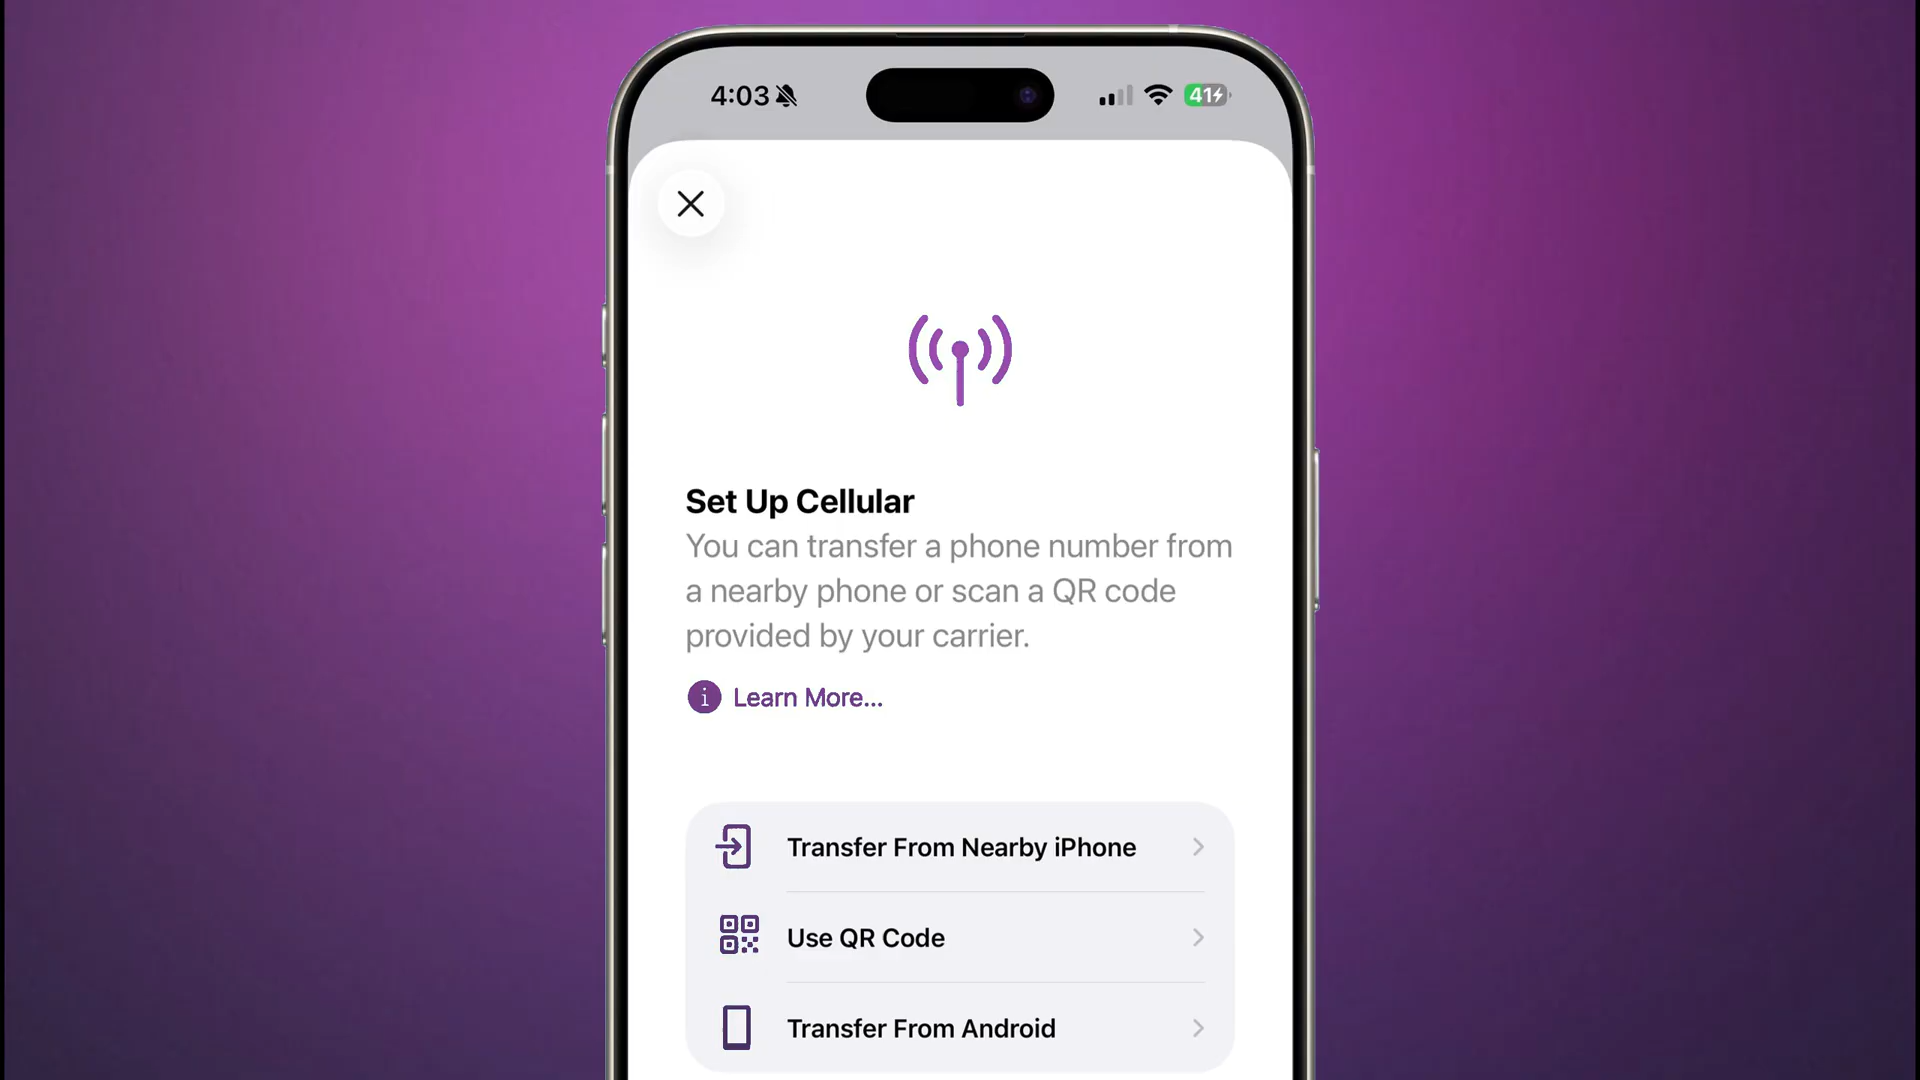 4:03
41
Set Up Cellular
You can transfer a phone number from
a nearby phone or scan a QR code
provided by your carrier.
i Learn More...
Transfer From Nearby iPhone
Use QR Code
Transfer From Android